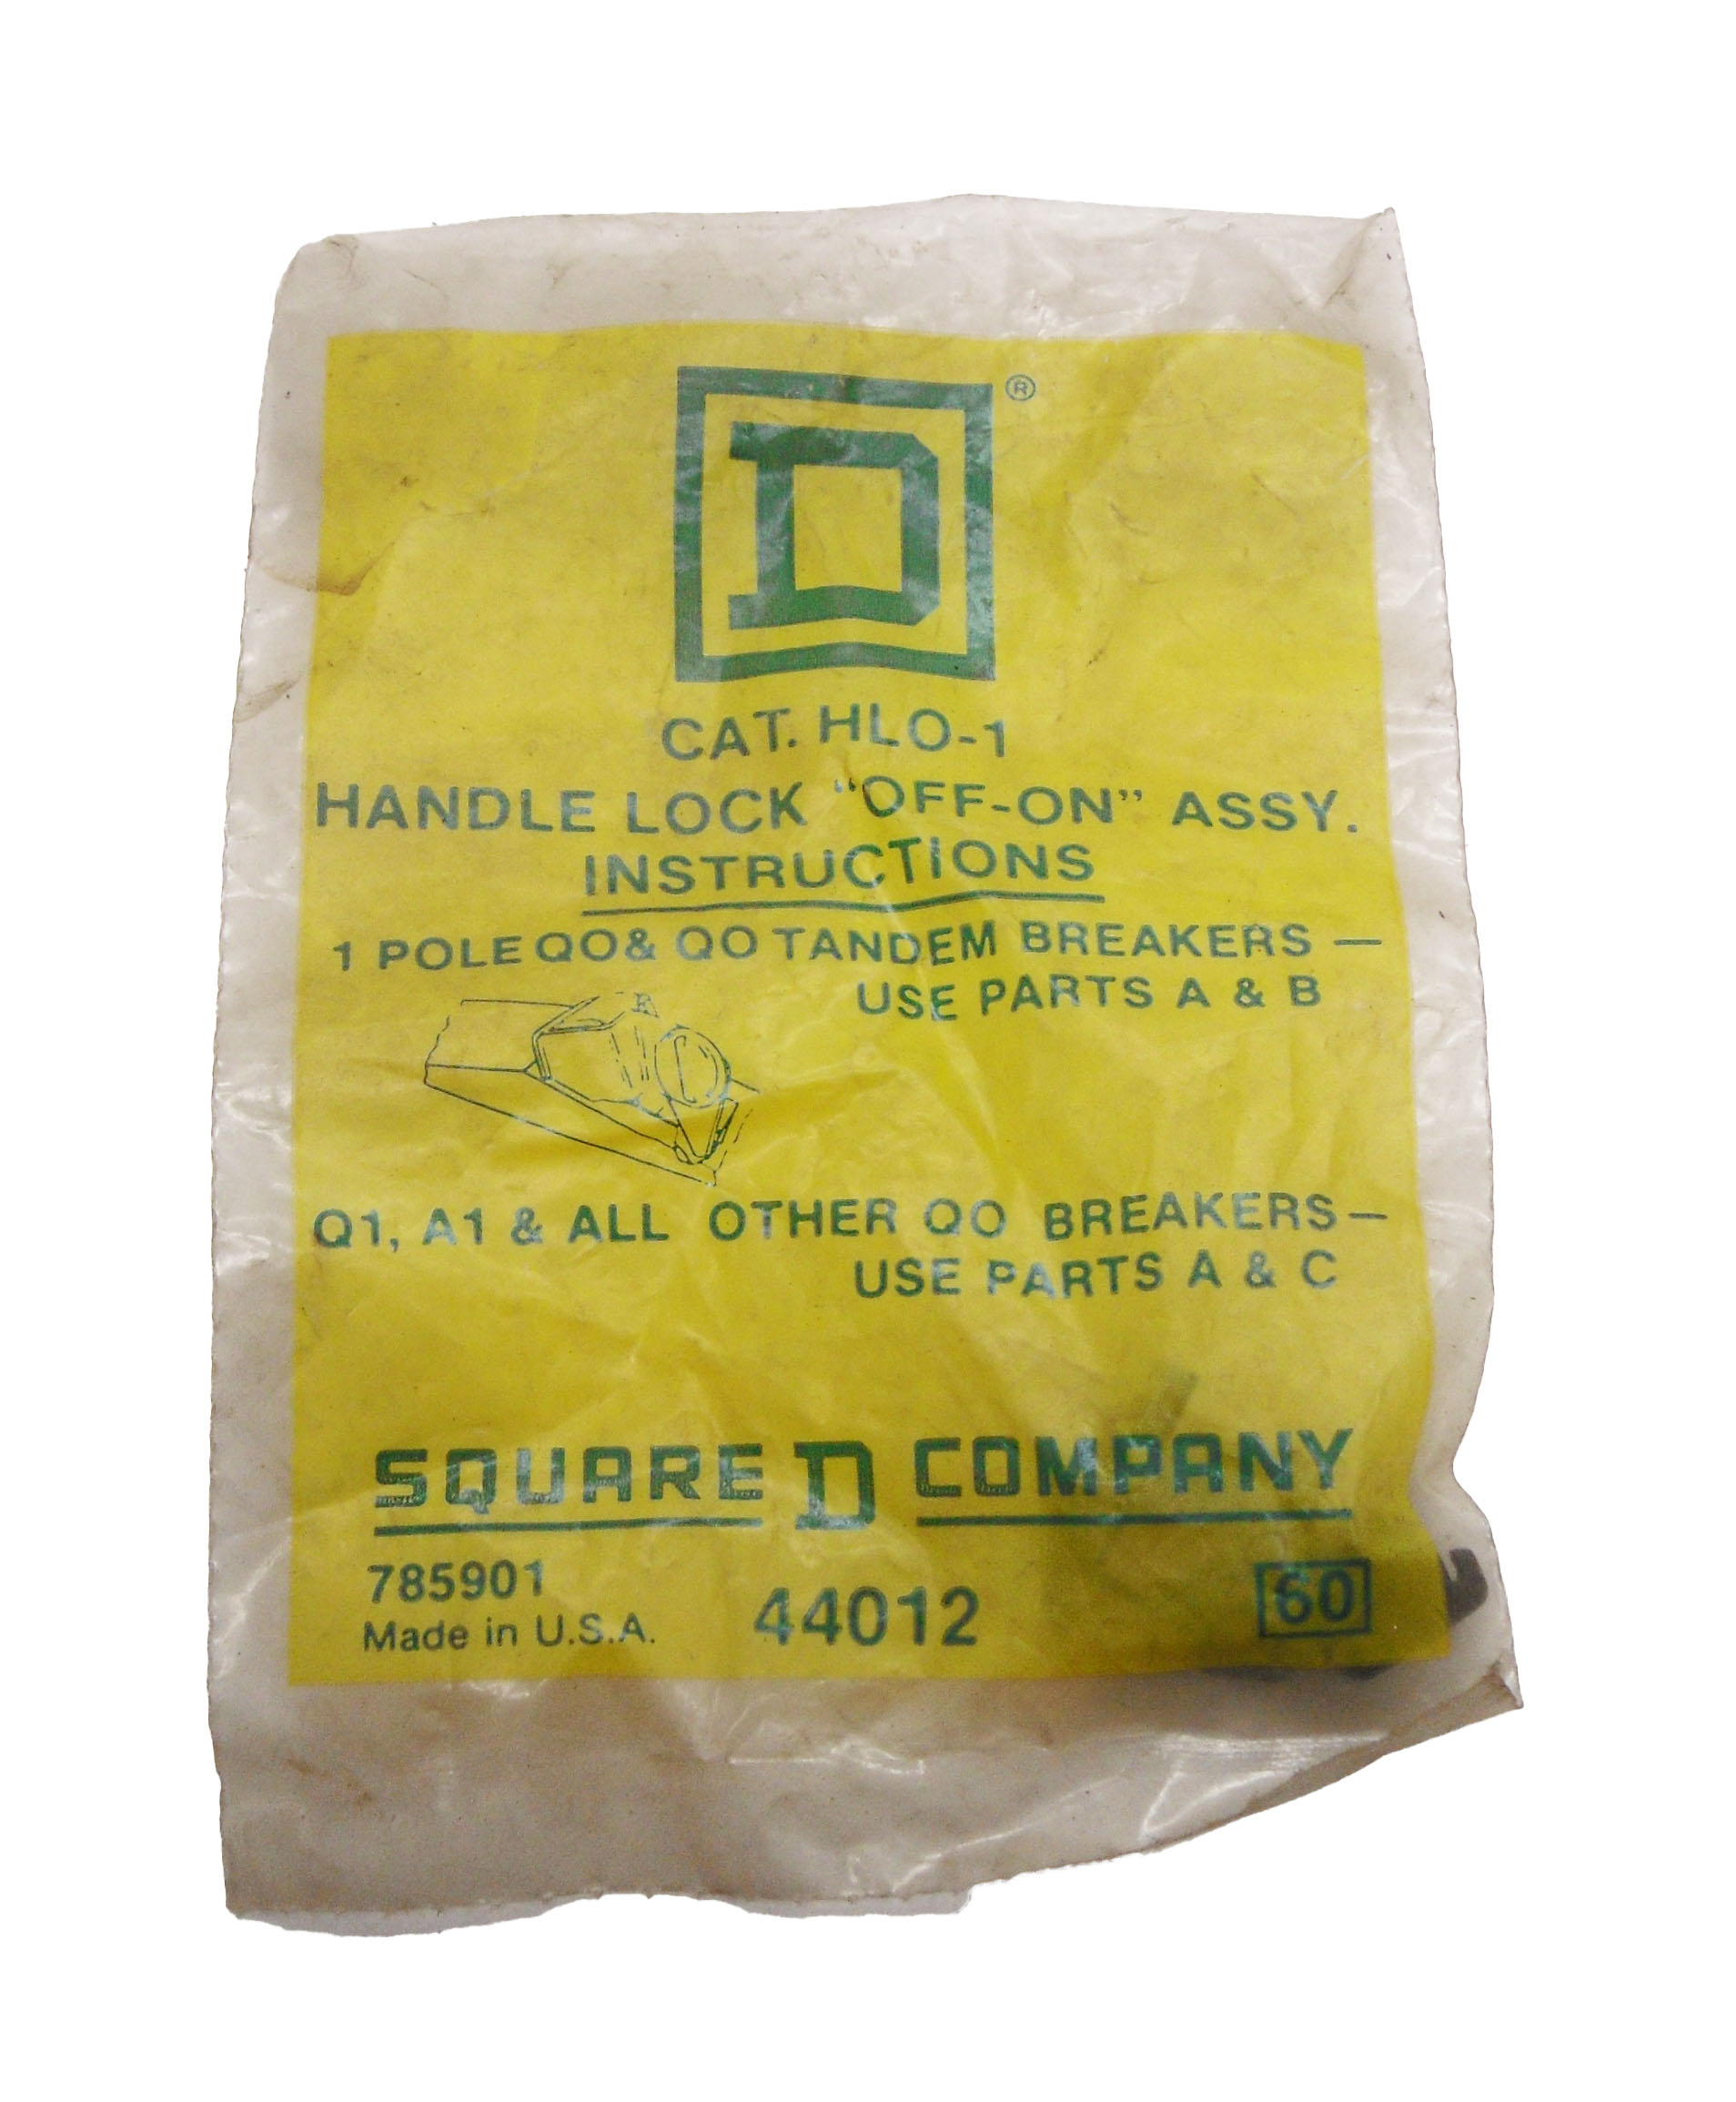 D ®
CAT. HLO-1
HANDLE LOCK "OFF-ON" ASSY.
INSTRUCTIONS
1 POLE QO & QO TANDEM BREAKERS —
USE PARTS A & B
Q1, A1 & ALL OTHER QO BREAKERS —
USE PARTS A & C
SQUARE D COMPANY
785901
Made in U.S.A.
44012
60